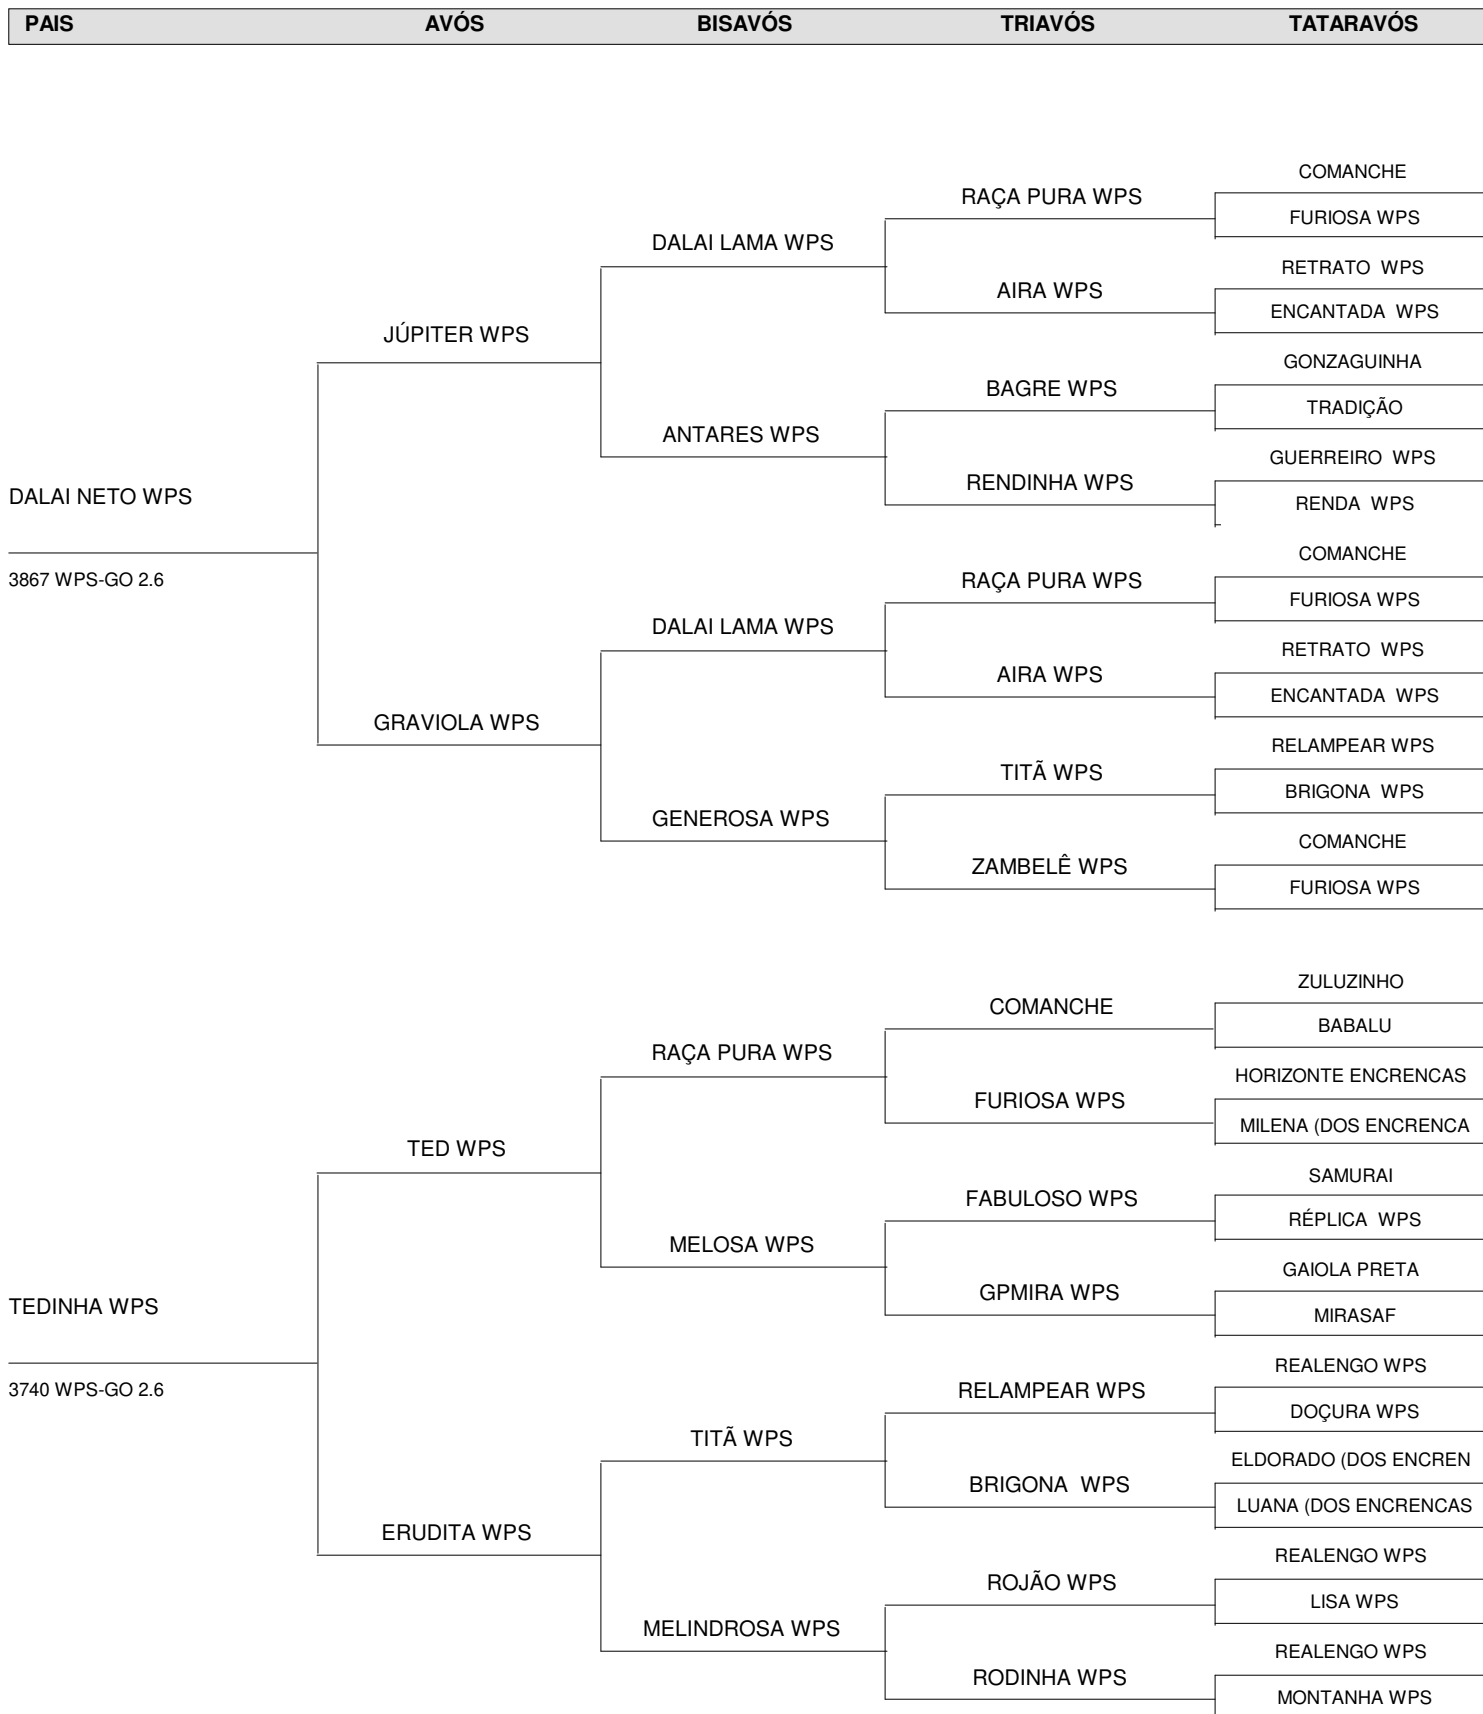 PAIS AVÓS BISAVÓS TRIAVÓS TATARAVÓS
COMANCHE
RAÇA PURA WPS
FURIOSA WPS
DALAI LAMA WPS
RETRATO WPS
AIRA WPS
ENCANTADA WPS
JÚPITER WPS
GONZAGUINHA
BAGRE WPS
TRADIÇÃO
ANTARES WPS
GUERREIRO WPS
RENDINHA WPS
DALAI NETO WPS
RENDA WPS
COMANCHE
3867 WPS-GO 2.6
RAÇA PURA WPS
FURIOSA WPS
DALAI LAMA WPS
RETRATO WPS
AIRA WPS
ENCANTADA WPS
GRAVIOLA WPS
RELAMPEAR WPS
TITÃ WPS
BRIGONA WPS
GENEROSA WPS
COMANCHE
ZAMBELÊ WPS
FURIOSA WPS
ZULUZINHO
COMANCHE
BABALU
RAÇA PURA WPS
HORIZONTE ENCRENCAS
FURIOSA WPS
MILENA (DOS ENCRENCA
TED WPS
SAMURAI
FABULOSO WPS
RÉPLICA WPS
MELOSA WPS
GAIOLA PRETA
GPMIRA WPS
TEDINHA WPS
MIRASAF
REALENGO WPS
3740 WPS-GO 2.6
RELAMPEAR WPS
DOÇURA WPS
TITÃ WPS
ELDORADO (DOS ENCREN
BRIGONA WPS
LUANA (DOS ENCRENCAS
ERUDITA WPS
REALENGO WPS
ROJÃO WPS
LISA WPS
MELINDROSA WPS
REALENGO WPS
RODINHA WPS
MONTANHA WPS